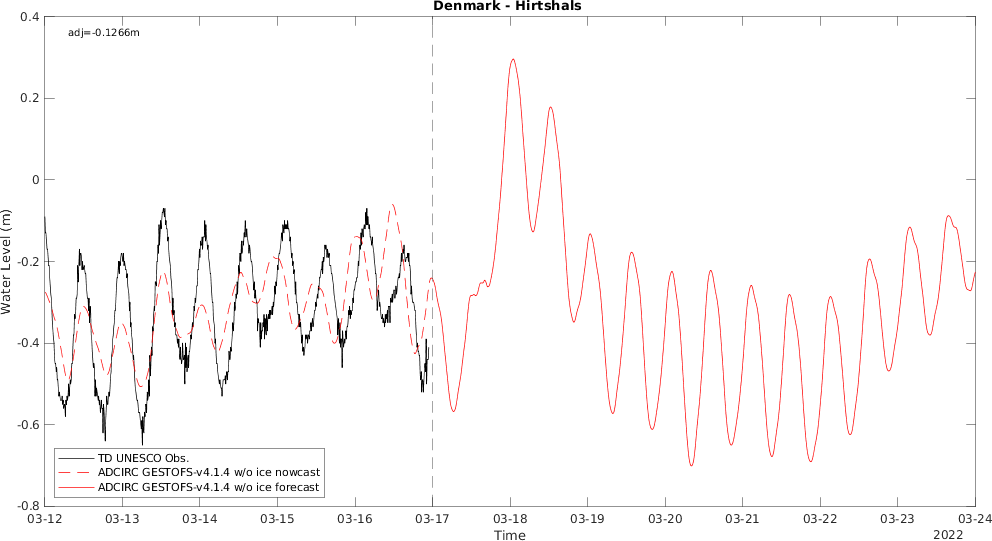 Denmark - Hirtshals
adj=-0.1266m
0.4
0.2
0
-0.2
-0.4
-0.6
-0.8
Water Level (m)
TD UNESCO Obs.
ADCIRC GESTOFS-v4.1.4 w/o ice nowcast
ADCIRC GESTOFS-v4.1.4 w/o ice forecast
03-12 03-13 03-14 03-15 03-16 03-17 03-18 03-19 03-20 03-21 03-22 03-23 03-24
Time
2022